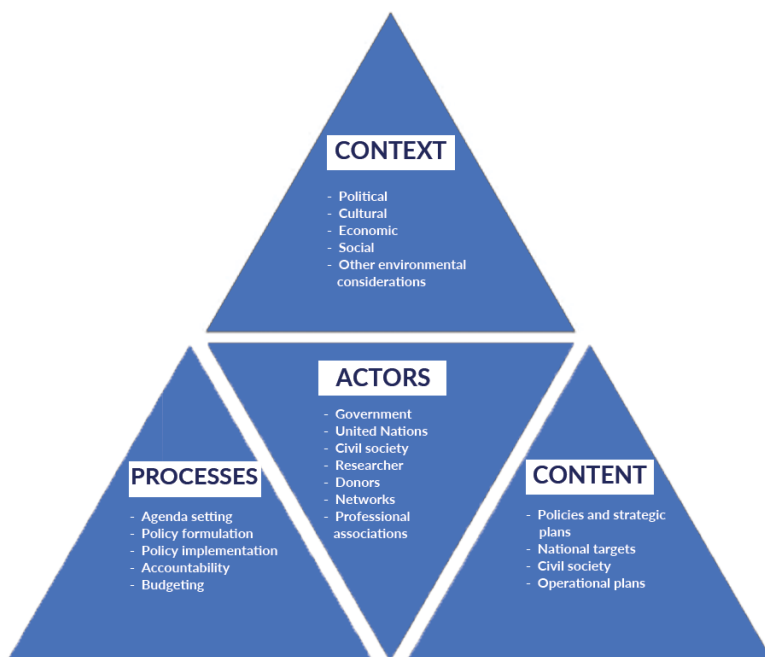 CONTEXT
- Political
- Cultural
- Economic
- Social
- Other environmental
considerations
ACTORS
- Government
- United Nations
- Civil society
- Researcher
- Donors
- Networks
- Professional
associations
PROCESSES
- Agenda setting
- Policy formulation
- Policy implementation
- Accountability
- Budgeting
CONTENT
- Policies and strategic
plans
- National targets
- Civil society
- Operational plans